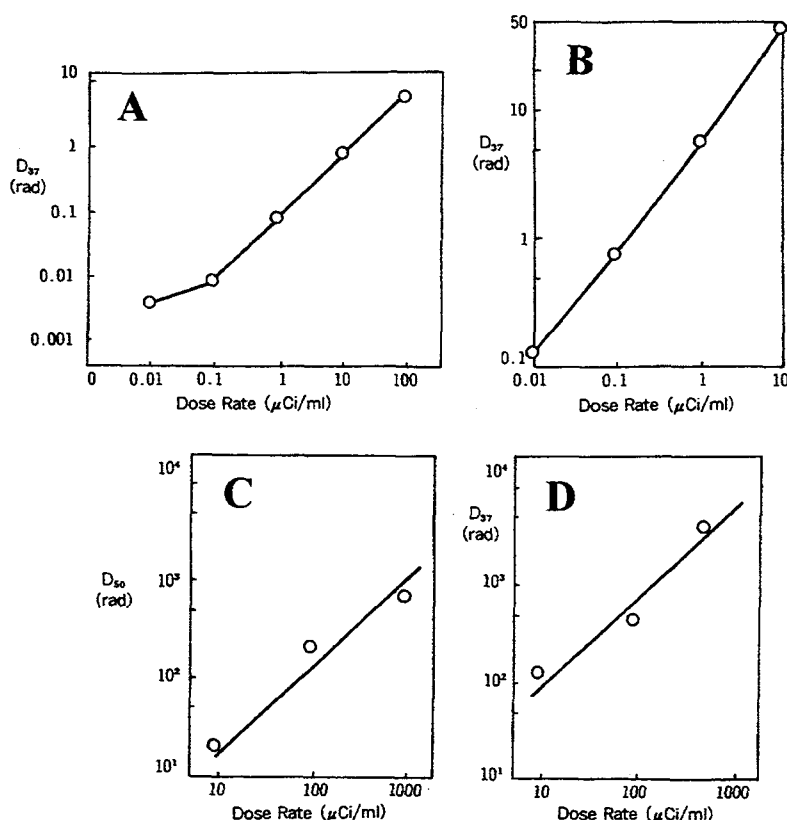 A
10
1
0.1
0.01
0.001
D₃₇
(rad)
0 0.01 0.1 1 10 100
Dose Rate (μCi/ml)
B
50
10
1
0.1
D₃₇
(rad)
0.01 0.1 1 10
Dose Rate (μCi/ml)
C
10⁴
10³
10²
10¹
D₅₀
(rad)
10 100 1000
Dose Rate (μCi/ml)
D
10⁴
10³
10²
10¹
D₃₇
(rad)
10 100 1000
Dose Rate (μCi/ml)